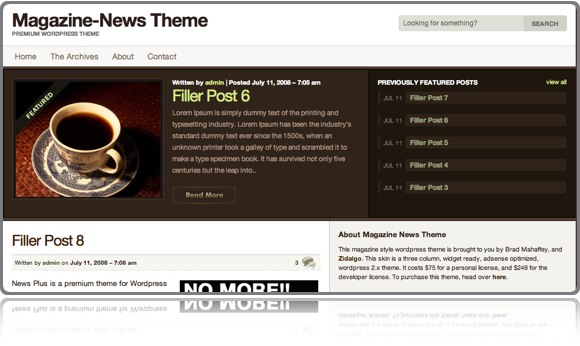 Magazine-News Theme
PREMIUM WORDPRESS THEME
Looking for something?
SEARCH
Home The Archives About Contact
FEATURED
Written by admin | Posted July 11, 2008 – 7:05 am
Filler Post 6
Lorem Ipsum is simply dummy text of the printing and
typesetting industry. Lorem Ipsum has been the industry's
standard dummy text ever since the 1500s, when an
unknown printer took a galley of type and scrambled it to
make a type specimen book. It has survived not only five
centuries but the leap into..
Read More
PREVIOUSLY FEATURED POSTS view all
JUL 11 Filler Post 7
JUL 11 Filler Post 6
JUL 11 Filler Post 5
JUL 11 Filler Post 4
JUL 11 Filler Post 3
Filler Post 8
Written by admin on July 11, 2008 – 7:06 am 3
News Plus is a premium theme for Wordpress
NO MORE!!
About Magazine News Theme
This magazine style wordpress theme is brought to you by Brad Mahaffey, and
Zidalgo. This skin is a three column, widget ready, adsense optimized,
wordpress 2.x theme. It costs $75 for a personal license, and $249 for the
developer license. To purchase this theme, head over here.